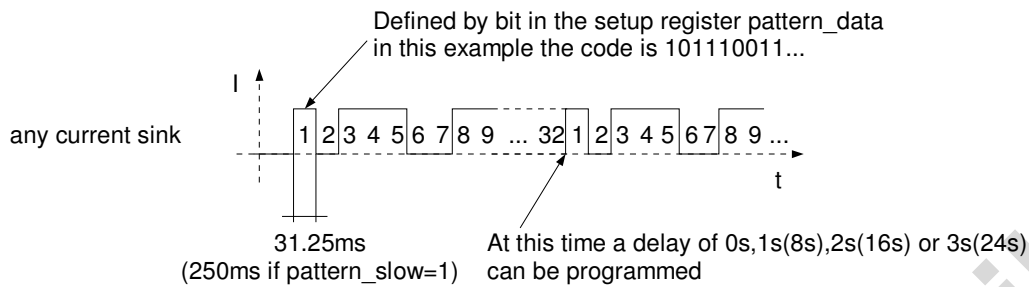 Defined by bit in the setup register pattern_data
in this example the code is 101110011...
I
any current sink
1 2 3 4 5 6 7 8 9 ... 32 1 2 3 4 5 6 7 8 9 ...
t
31.25ms
(250ms if pattern_slow=1)
At this time a delay of 0s,1s(8s),2s(16s) or 3s(24s)
can be programmed